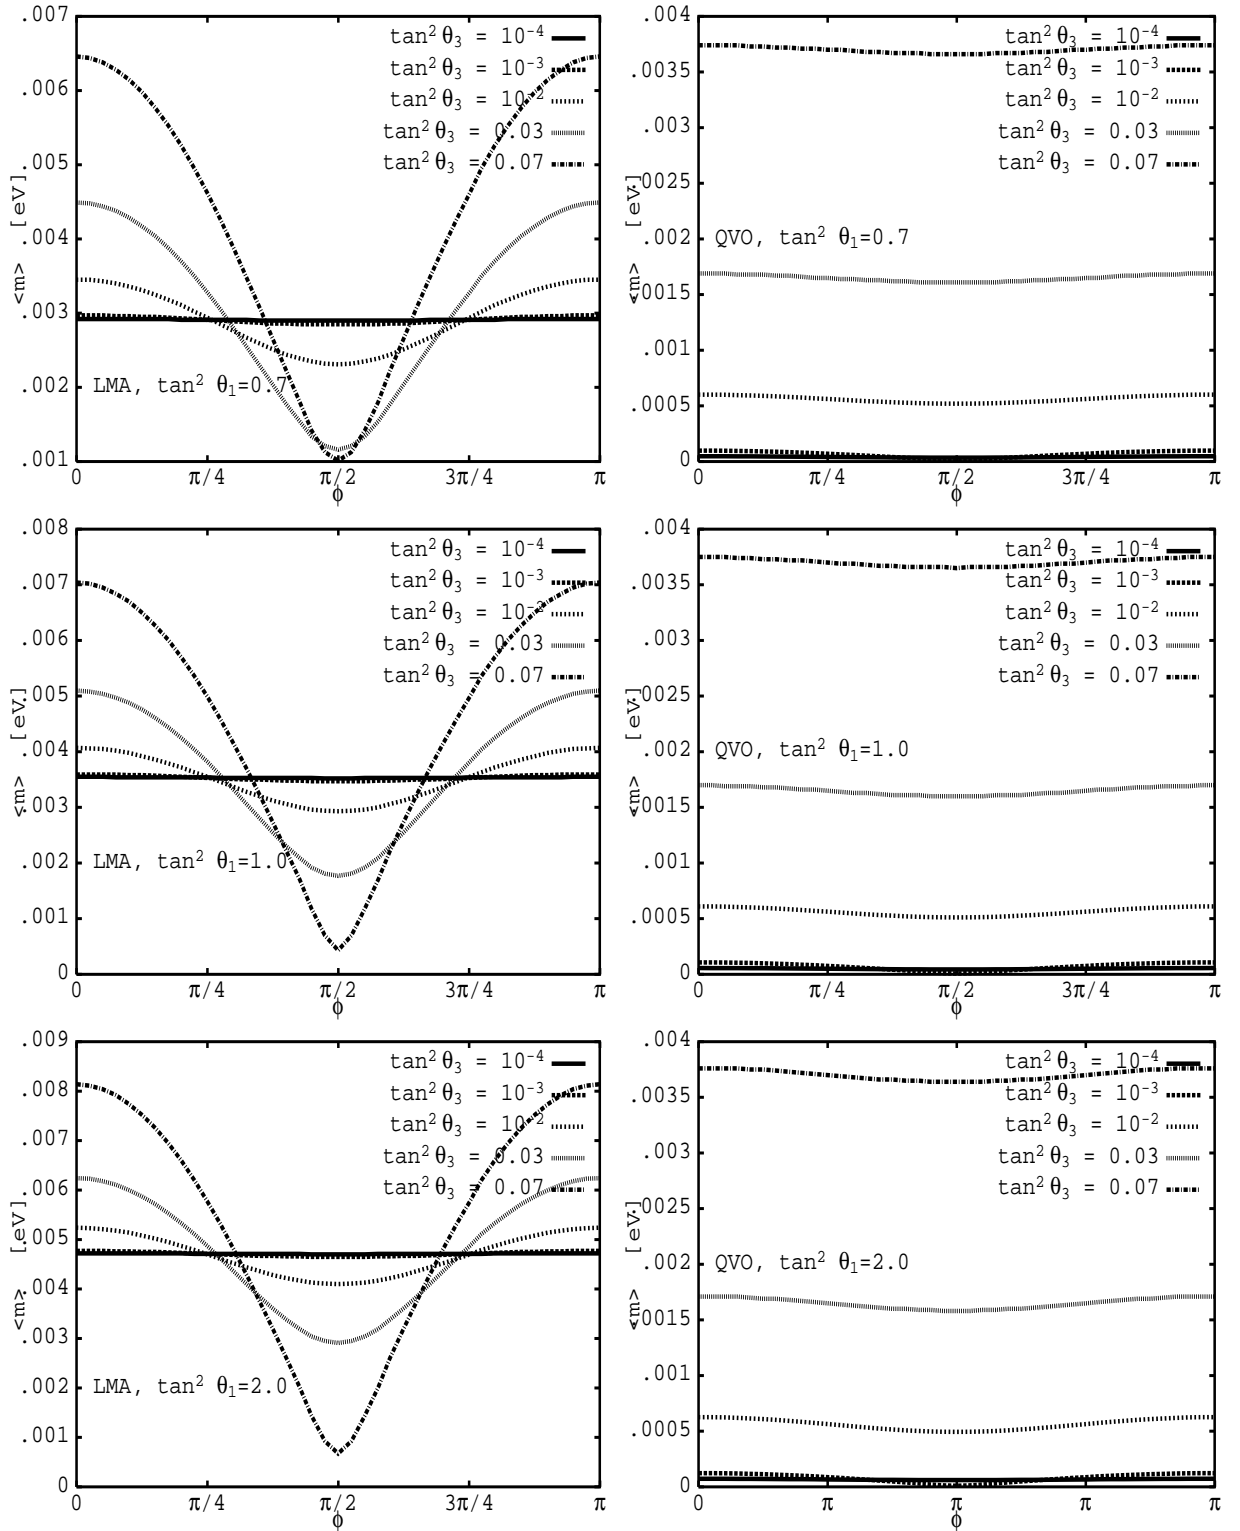 .007
.006
.005
.004
.003
.002
.001
<m> [eV]
tan² θ₃ = 10⁻⁴
tan² θ₃ = 10⁻³
tan² θ₃ = 10⁻²
tan² θ₃ = 0.03
tan² θ₃ = 0.07
LMA, tan² θ₁=0.7
0 π/4 π/2 3π/4 π
ϕ
.004
.0035
.003
.0025
.002
.0015
.001
.0005
0
<m> [eV]
tan² θ₃ = 10⁻⁴
tan² θ₃ = 10⁻³
tan² θ₃ = 10⁻²
tan² θ₃ = 0.03
tan² θ₃ = 0.07
QVO, tan² θ₁=0.7
0 π/4 π/2 3π/4 π
ϕ
.008
.007
.006
.005
.004
.003
.002
.001
0
<m> [eV]
tan² θ₃ = 10⁻⁴
tan² θ₃ = 10⁻³
tan² θ₃ = 10⁻²
tan² θ₃ = 0.03
tan² θ₃ = 0.07
LMA, tan² θ₁=1.0
0 π/4 π/2 3π/4 π
ϕ
.004
.0035
.003
.0025
.002
.0015
.001
.0005
0
<m> [eV]
tan² θ₃ = 10⁻⁴
tan² θ₃ = 10⁻³
tan² θ₃ = 10⁻²
tan² θ₃ = 0.03
tan² θ₃ = 0.07
QVO, tan² θ₁=1.0
0 π/4 π/2 3π/4 π
ϕ
.009
.008
.007
.006
.005
.004
.003
.002
.001
0
<m> [eV]
tan² θ₃ = 10⁻⁴
tan² θ₃ = 10⁻³
tan² θ₃ = 10⁻²
tan² θ₃ = 0.03
tan² θ₃ = 0.07
LMA, tan² θ₁=2.0
0 π/4 π/2 3π/4 π
ϕ
.004
.0035
.003
.0025
.002
.0015
.001
.0005
0
<m> [eV]
tan² θ₃ = 10⁻⁴
tan² θ₃ = 10⁻³
tan² θ₃ = 10⁻²
tan² θ₃ = 0.03
tan² θ₃ = 0.07
QVO, tan² θ₁=2.0
0 π π 3π/4 π
ϕ